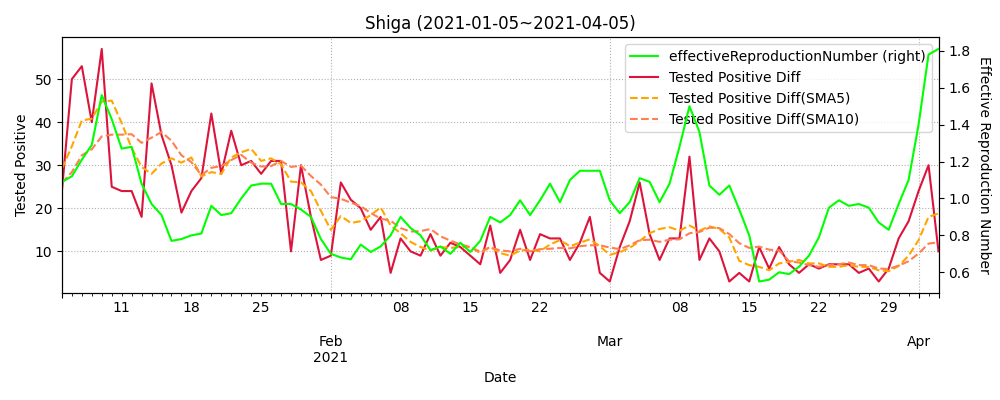 Shiga (2021-01-05~2021-04-05)
effectiveReproductionNumber (right)
Tested Positive Diff
Tested Positive Diff(SMA5)
Tested Positive Diff(SMA10)
Tested Positive
50
40
30
20
10
1.8
1.6
1.4
1.2
1.0
0.8
0.6
Effective Reproduction Number
11 18 25 08 15 22 08 15 22 29
Feb Mar Apr
2021
Date